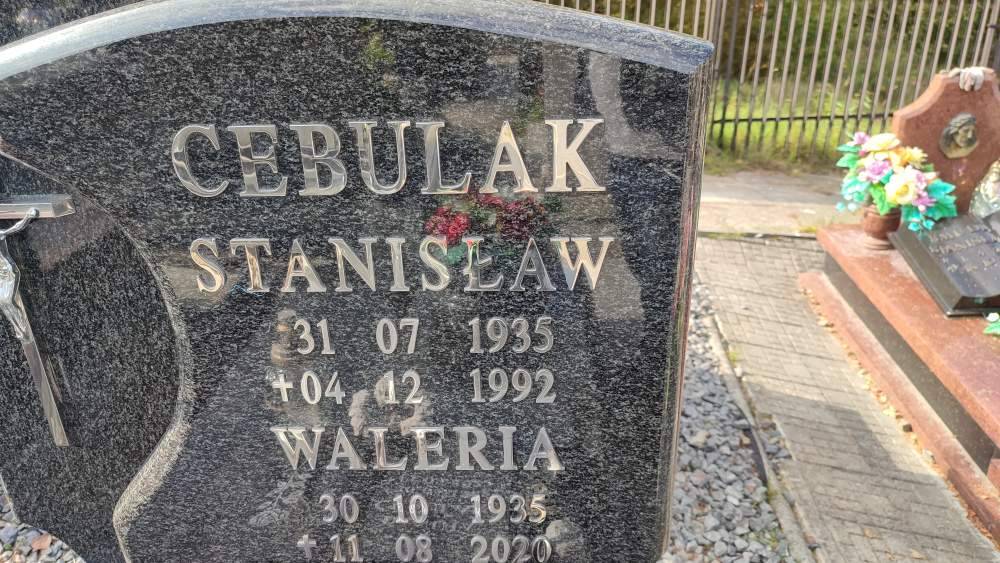 CEBULAK
STANISŁAW
31 07 1935
+04 12 1992
WALERIA
30 10 1935
+11 08 2020